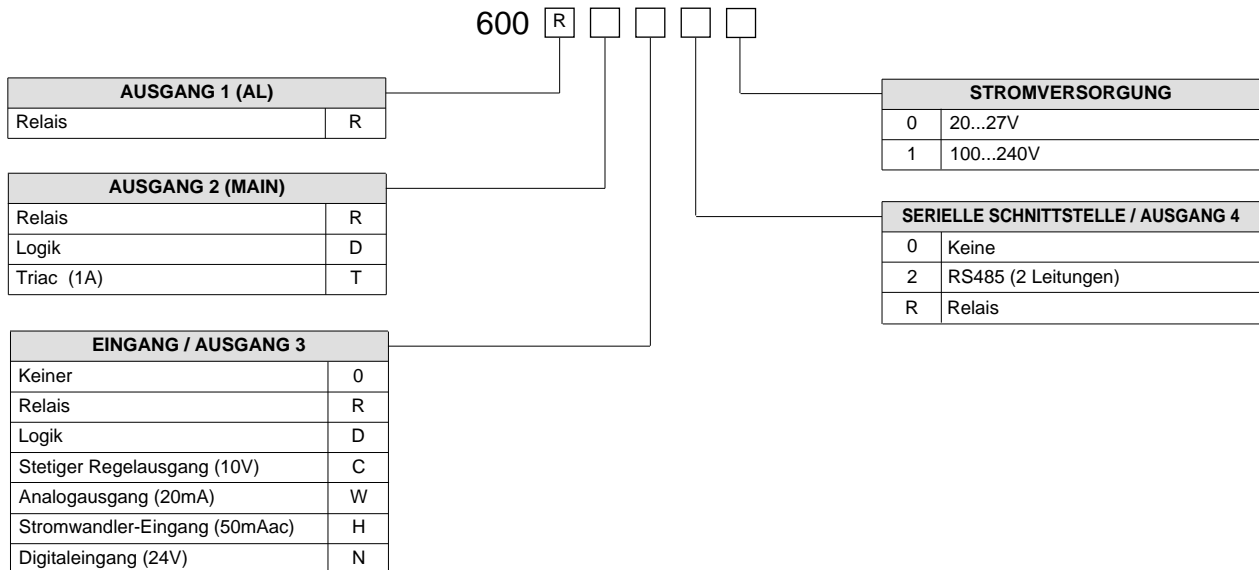 600 R
AUSGANG 1 (AL)
Relais R
AUSGANG 2 (MAIN)
Relais R
Logik D
Triac (1A) T
EINGANG / AUSGANG 3
Keiner 0
Relais R
Logik D
Stetiger Regelausgang (10V) C
Analogausgang (20mA) W
Stromwandler-Eingang (50mAac) H
Digitaleingang (24V) N
STROMVERSORGUNG
0 20...27V
1 100...240V
SERIELLE SCHNITTSTELLE / AUSGANG 4
0 Keine
2 RS485 (2 Leitungen)
R Relais